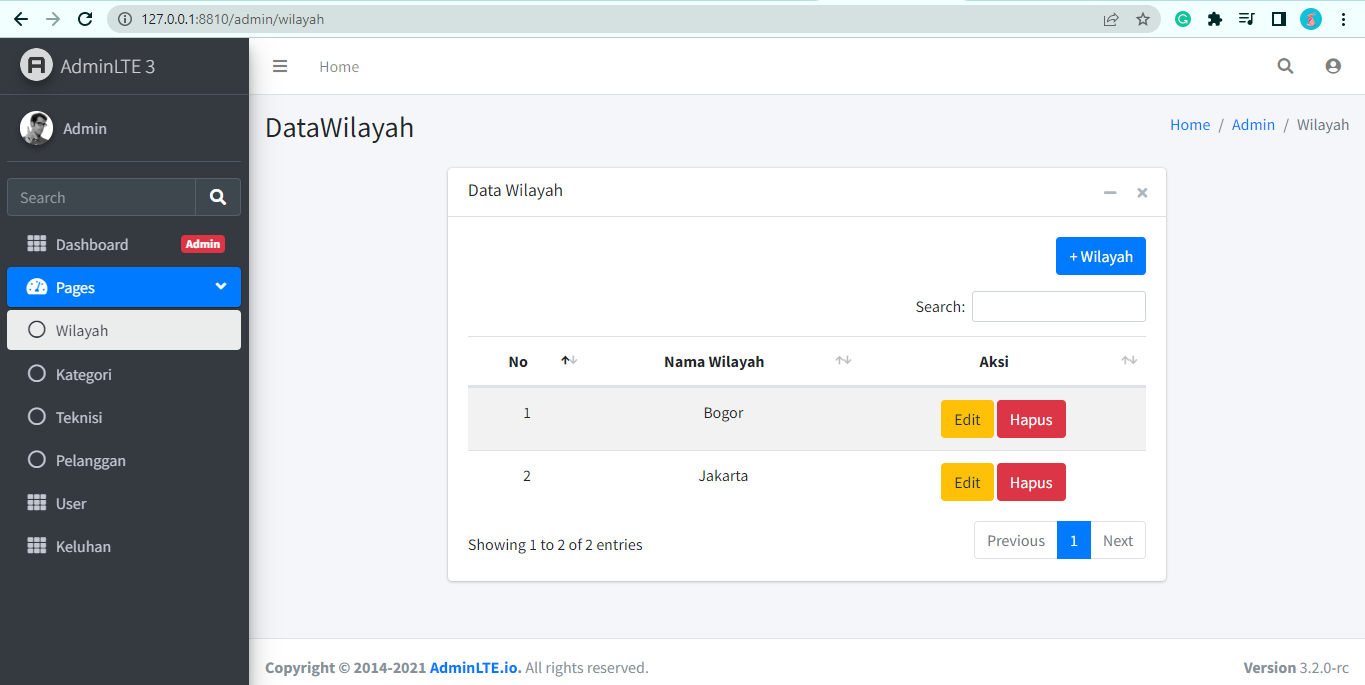 127.0.0.1:8810/admin/wilayah
AdminLTE 3
Home
Admin
DataWilayah
Home / Admin / Wilayah
Search
Dashboard Admin
Pages
Wilayah
Kategori
Teknisi
Pelanggan
User
Keluhan
Data Wilayah
+ Wilayah
Search:
No Nama Wilayah Aksi
1 Bogor Edit Hapus
2 Jakarta Edit Hapus
Showing 1 to 2 of 2 entries
Previous 1 Next
Copyright © 2014-2021 AdminLTE.io. All rights reserved.
Version 3.2.0-rc